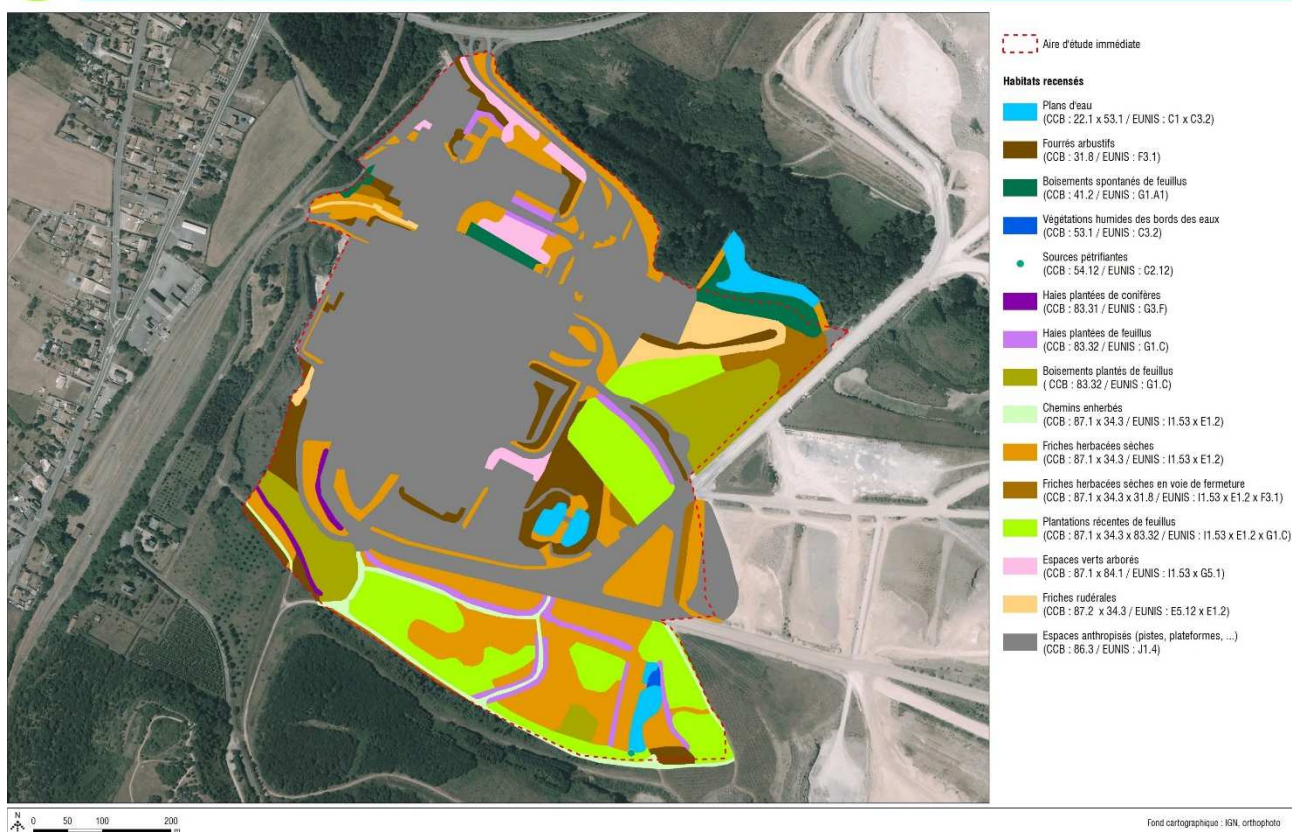 Aire d'étude immédiate
Habitats recensés
Plans d'eau
(CCB : 22.1 x 53.1 / EUNIS : C1 x C3.2)
Fourrés arbustifs
(CCB : 31.8 / EUNIS : F3.1)
Boisements spontanés de feuillus
(CCB : 41.2 / EUNIS : G1.A1)
Végétations humides des bords des eaux
(CCB : 53.1 / EUNIS : C3.2)
Sources pétrifiantes
(CCB : 54.12 / EUNIS : C2.12)
Haies plantées de conifères
(CCB : 83.31 / EUNIS : G3.F)
Haies plantées de feuillus
(CCB : 83.32 / EUNIS : G1.C)
Boisements plantés de feuillus
( CCB : 83.32 / EUNIS : G1.C)
Chemins enherbés
(CCB : 87.1 x 34.3 / EUNIS : I1.53 x E1.2)
Friches herbacées sèches
(CCB : 87.1 x 34.3 / EUNIS : I1.53 x E1.2)
Friches herbacées sèches en voie de fermeture
(CCB : 87.1 x 34.3 x 31.8 / EUNIS : I1.53 x E1.2 x F3.1)
Plantations récentes de feuillus
(CCB : 87.1 x 34.3 x 83.32 / EUNIS : I1.53 x E1.2 x G1.C)
Espaces verts arborés
(CCB : 87.1 x 84.1 / EUNIS : I1.53 x G5.1)
Friches rudérales
(CCB : 87.2 x 34.3 / EUNIS : E5.12 x E1.2)
Espaces anthropisés (pistes, plateformes, ...)
(CCB : 86.3 / EUNIS : J1.4)
N 0 50 100 200
m
Fond cartographique : IGN, orthophoto